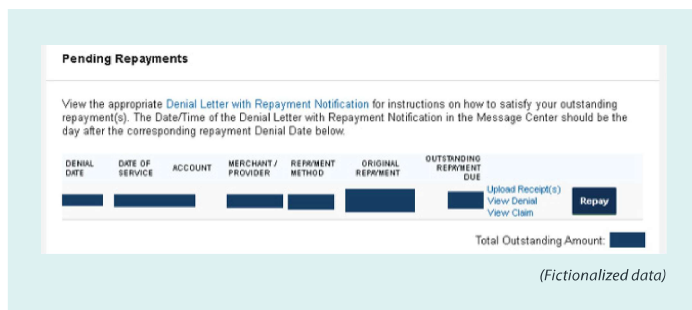 Pending Repayments
View the appropriate Denial Letter with Repayment Notification for instructions on how to satisfy your outstanding
repayment(s). The Date/Time of the Denial Letter with Repayment Notification in the Message Center should be the
day after the corresponding repayment Denial Date below.
DENIAL DATE
DATE OF SERVICE
ACCOUNT
MERCHANT / PROVIDER
REPAYMENT METHOD
ORIGINAL REPAYMENT
OUTSTANDING REPAYMENT DUE
Upload Receipt(s)
View Denial
View Claim
Repay
Total Outstanding Amount:
(Fictionalized data)